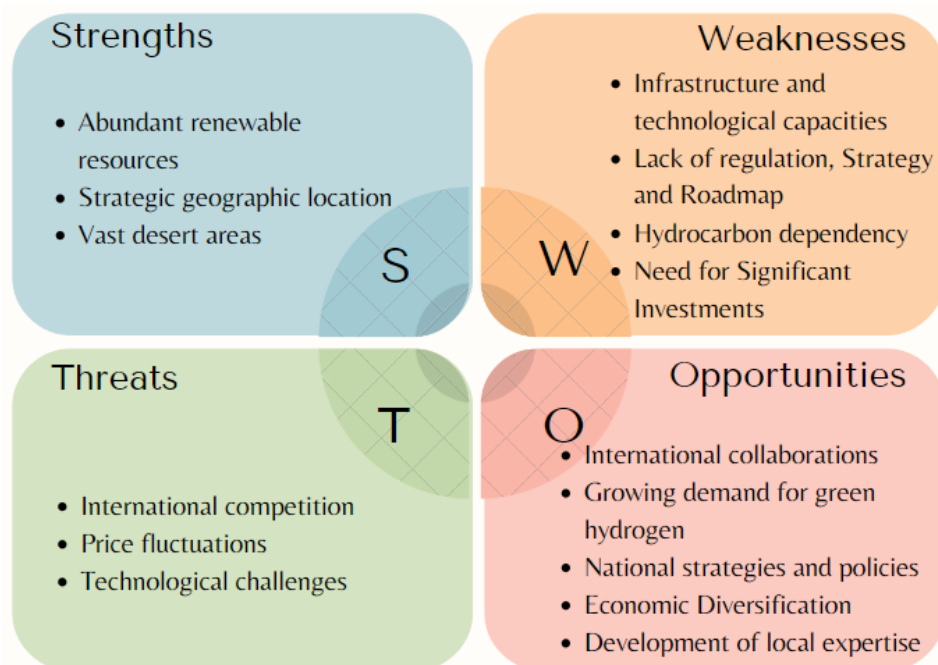 Strengths
• Abundant renewable
resources
• Strategic geographic location
• Vast desert areas
S
Weaknesses
• Infrastructure and
technological capacities
• Lack of regulation, Strategy
and Roadmap
• Hydrocarbon dependency
• Need for Significant
Investments
W
Threats
T
• International competition
• Price fluctuations
• Technological challenges
Opportunities
O
• International collaborations
• Growing demand for green
hydrogen
• National strategies and policies
• Economic Diversification
• Development of local expertise